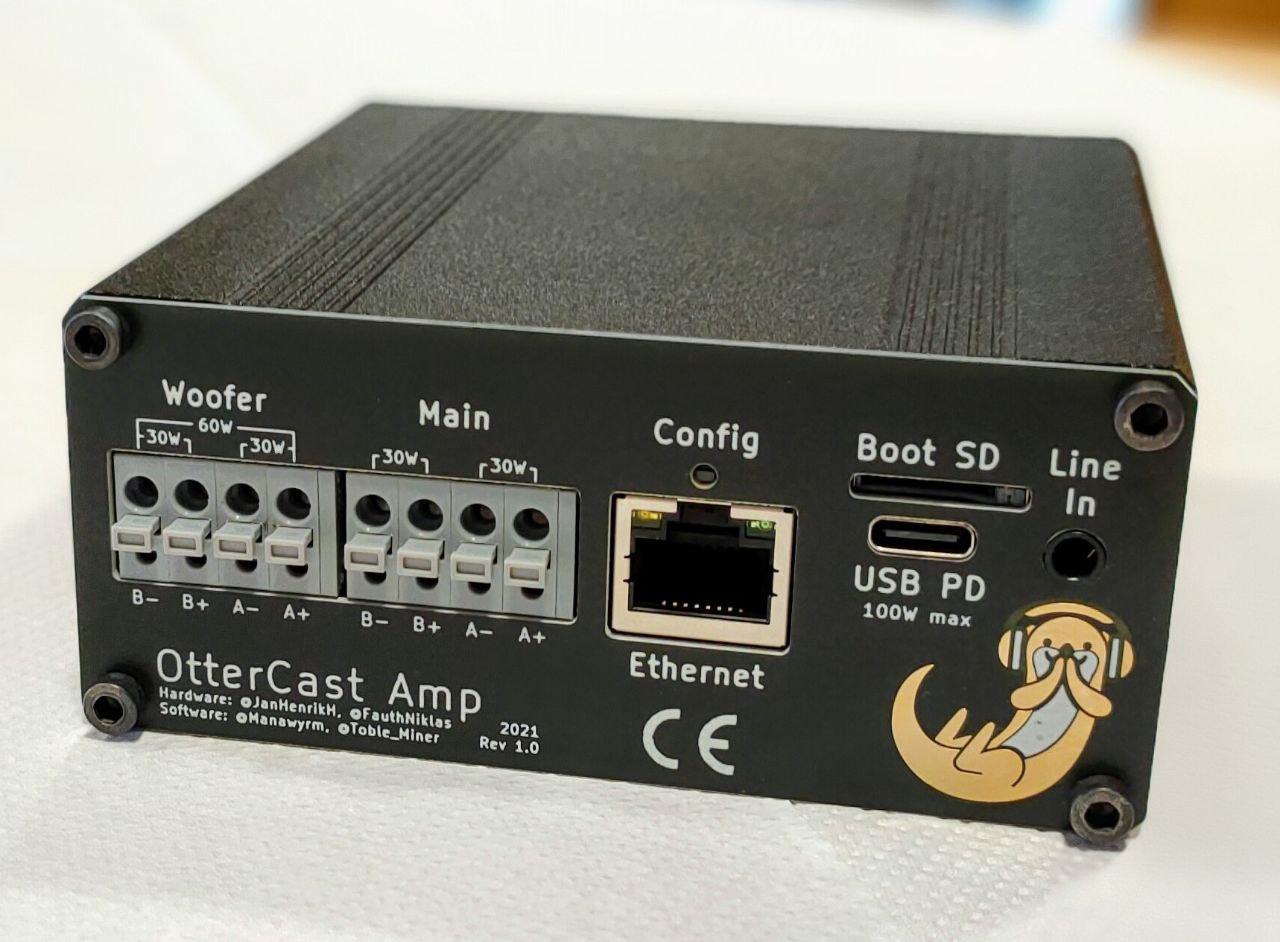 Woofer
60W
30W 30W
B- B+ A- A+
Main
30W 30W
B- B+ A- A+
Config
Ethernet
Boot SD
USB PD
100W max
Line
In
OtterCast Amp
Hardware: @JanHenrikH, @FauthNiklas
Software: @Manawyrm, @Toble_Miner
2021
Rev 1.0
CE